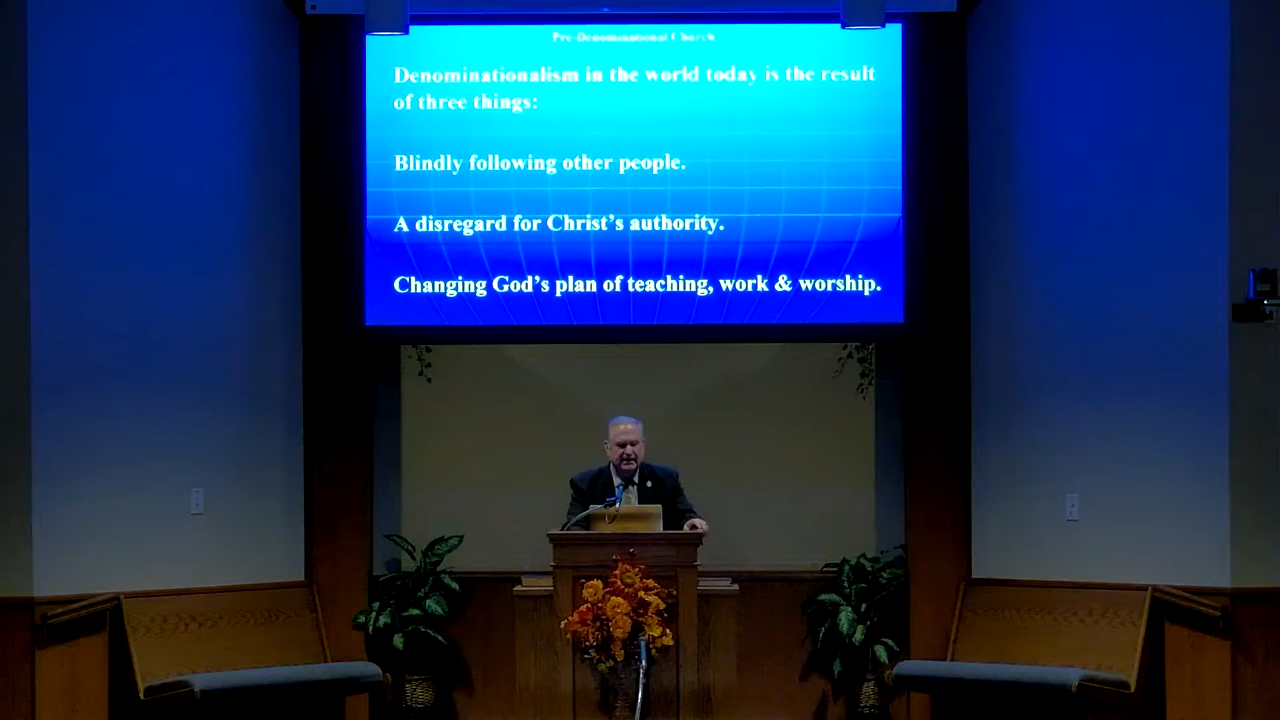 Pre-Denominational Church
Denominationalism in the world today is the result
of three things:
Blindly following other people.
A disregard for Christ's authority.
Changing God's plan of teaching, work & worship.